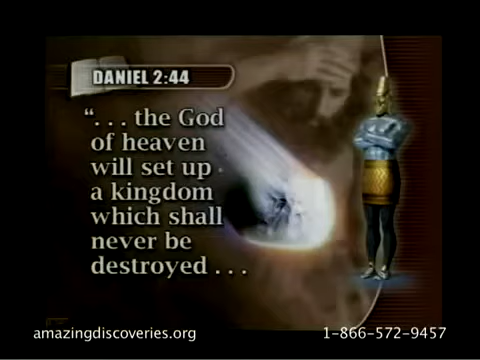 DANIEL 2:44
“. . . the God
of heaven
will set up
a kingdom
which shall
never be
destroyed . . .
amazingdiscoveries.org
1-866-572-9457